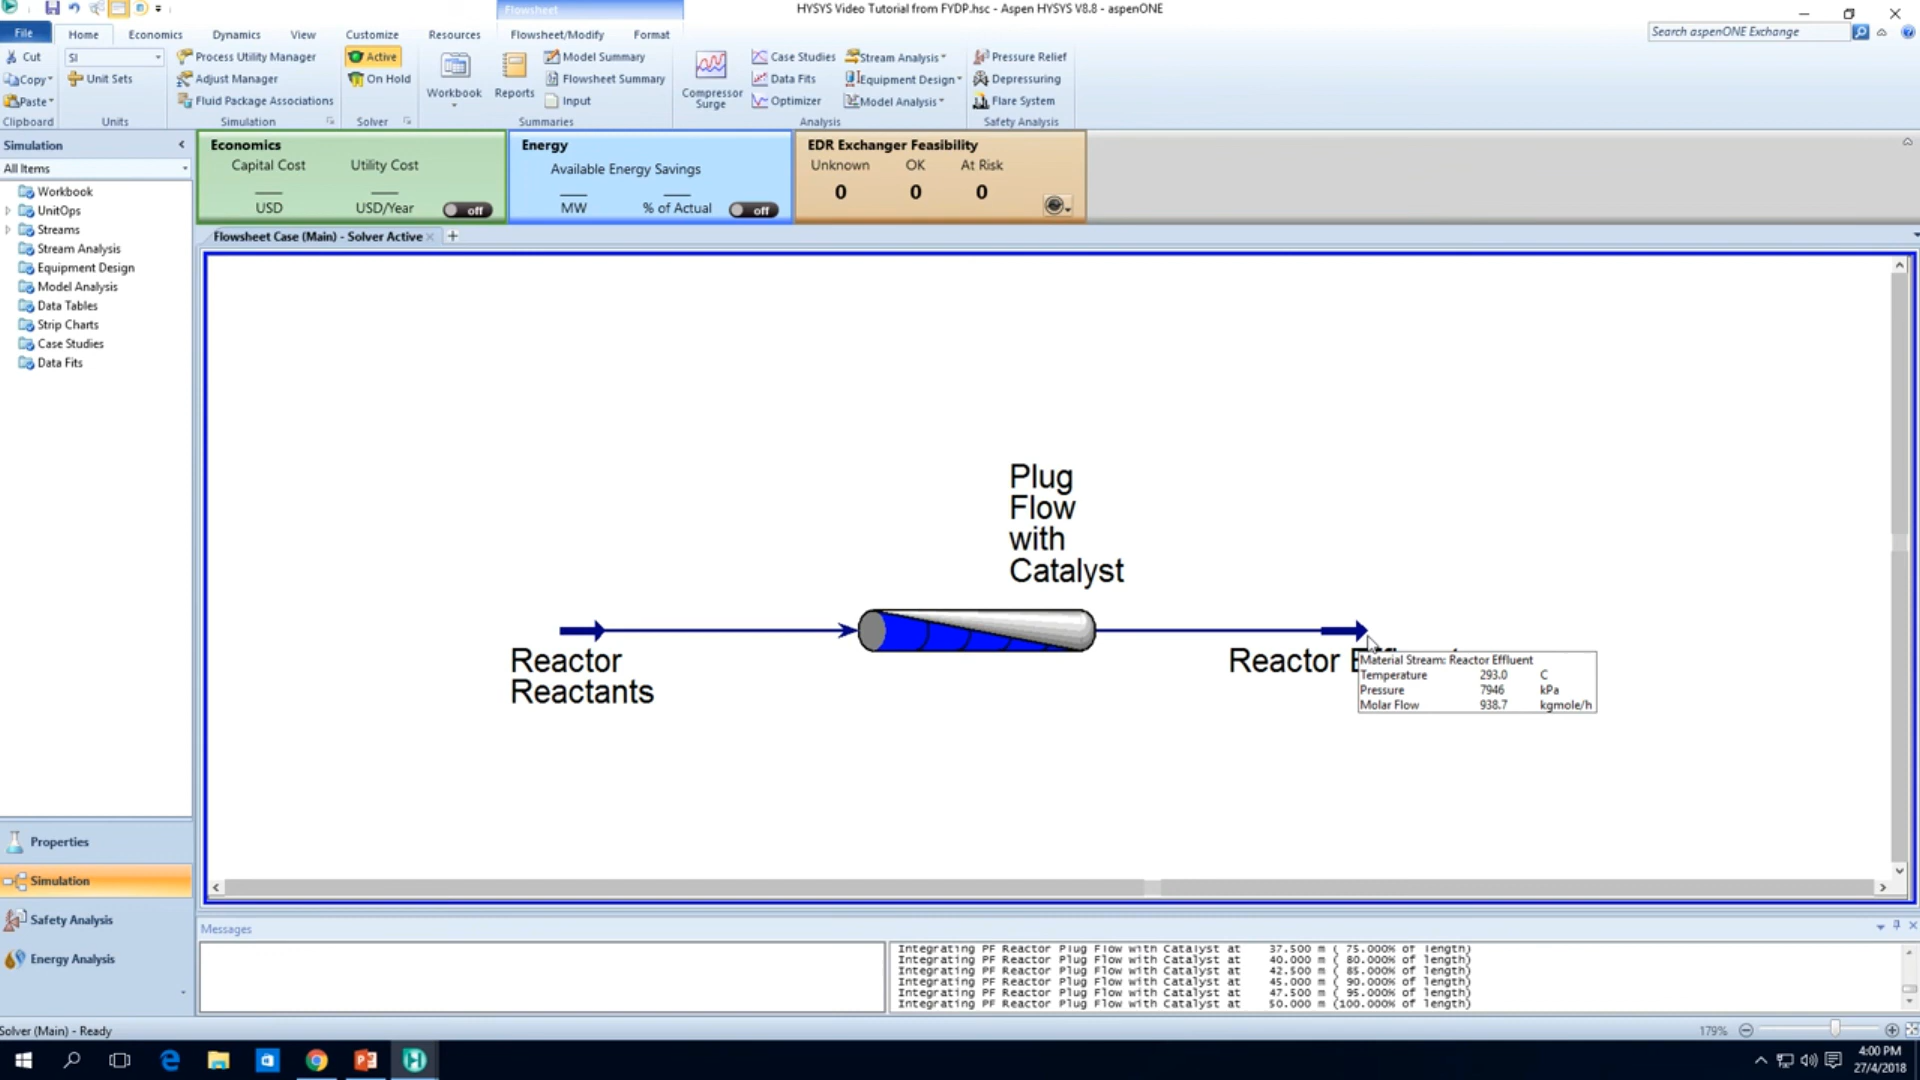 Flowsheet
HYSYS Video Tutorial from FYDP.hsc - Aspen HYSYS V8.8 - aspenONE
File Home Economics Dynamics View Customize Resources Flowsheet/Modify Format
Search aspenONE Exchange
Cut
Copy
Paste
Clipboard
SI
Unit Sets
Units
Process Utility Manager
Adjust Manager
Fluid Package Associations
Simulation
Active
On Hold
Solver
Workbook
Reports
Model Summary
Flowsheet Summary
Input
Summaries
Compressor
Surge
Case Studies
Data Fits
Optimizer
Stream Analysis
Equipment Design
Model Analysis
Analysis
Pressure Relief
Depressuring
Flare System
Safety Analysis
Simulation
All Items
Workbook
UnitOps
Streams
Stream Analysis
Equipment Design
Model Analysis
Data Tables
Strip Charts
Case Studies
Data Fits
Properties
Simulation
Safety Analysis
Energy Analysis
Economics
Capital Cost Utility Cost
USD USD/Year off
Energy
Available Energy Savings
MW % of Actual off
EDR Exchanger Feasibility
Unknown OK At Risk
0 0 0
Flowsheet Case (Main) - Solver Active
Plug
Flow
with
Catalyst
Reactor
Reactants
Reactor
Material Stream: Reactor Effluent
Temperature 293.0 C
Pressure 7946 kPa
Molar Flow 938.7 kgmole/h
Messages
Integrating PF Reactor Plug Flow with Catalyst at 37.500 m ( 75.000% of length)
Integrating PF Reactor Plug Flow with Catalyst at 40.000 m ( 80.000% of length)
Integrating PF Reactor Plug Flow with Catalyst at 42.500 m ( 85.000% of length)
Integrating PF Reactor Plug Flow with Catalyst at 45.000 m ( 90.000% of length)
Integrating PF Reactor Plug Flow with Catalyst at 47.500 m ( 95.000% of length)
Integrating PF Reactor Plug Flow with Catalyst at 50.000 m (100.000% of length)
Solver (Main) - Ready
179%
4:00 PM
27/4/2018